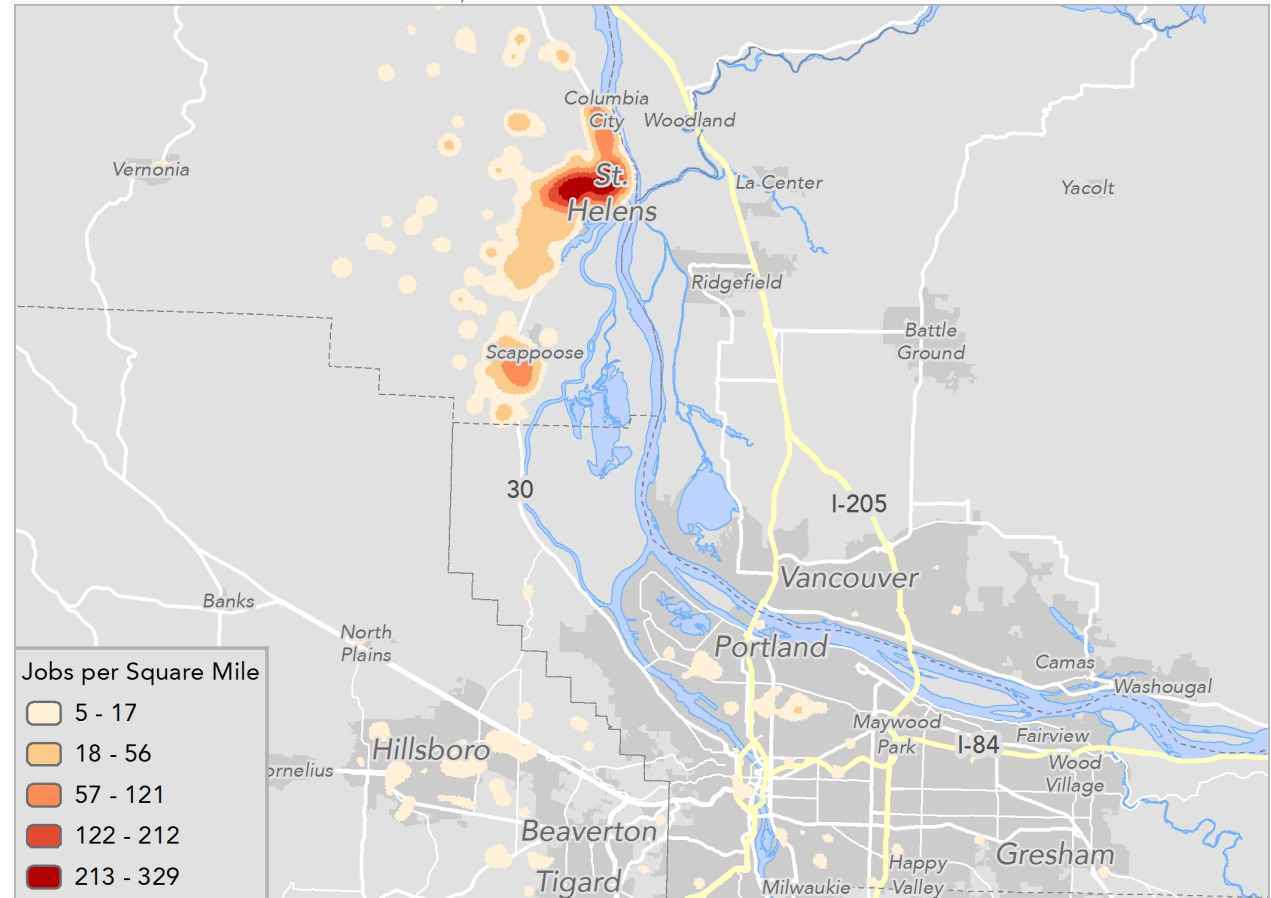 Columbia
City
Woodland
Vernonia
St.
Helens
La Center
Yacolt
Ridgefield
Battle
Ground
Scappoose
30
I-205
Vancouver
Banks
North
Plains
Portland
Camas
Washougal
Jobs per Square Mile
5 - 17
18 - 56
57 - 121
122 - 212
213 - 329
Maywood
Park
I-84
Fairview
Wood
Village
Hillsboro
ornelius
Beaverton
Tigard
Milwaukie
Happy
Valley
Gresham